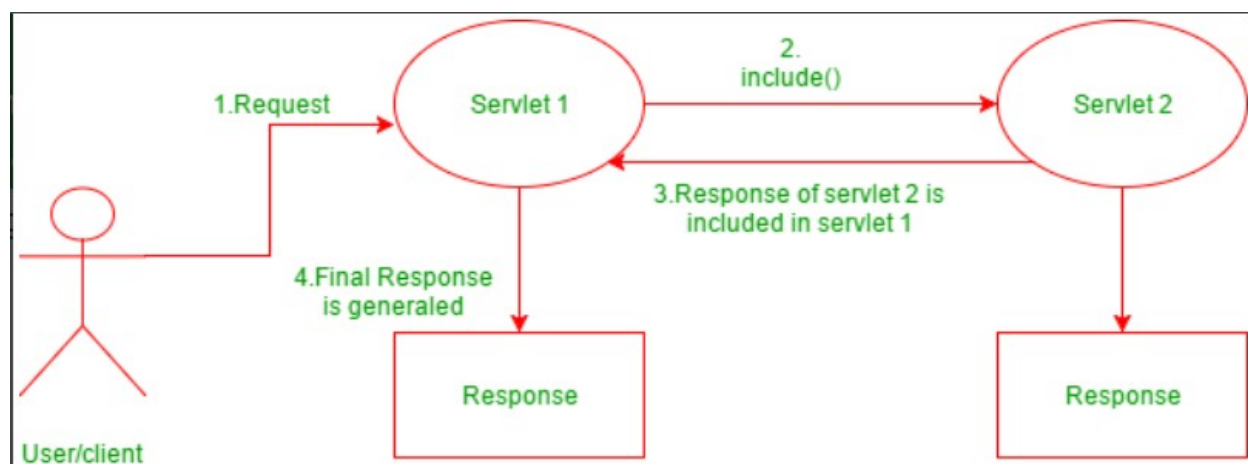 1.Request
Servlet 1
2.
include()
Servlet 2
3.Response of servlet 2 is
included in servlet 1
4.Final Response
is generaled
Response
Response
User/client